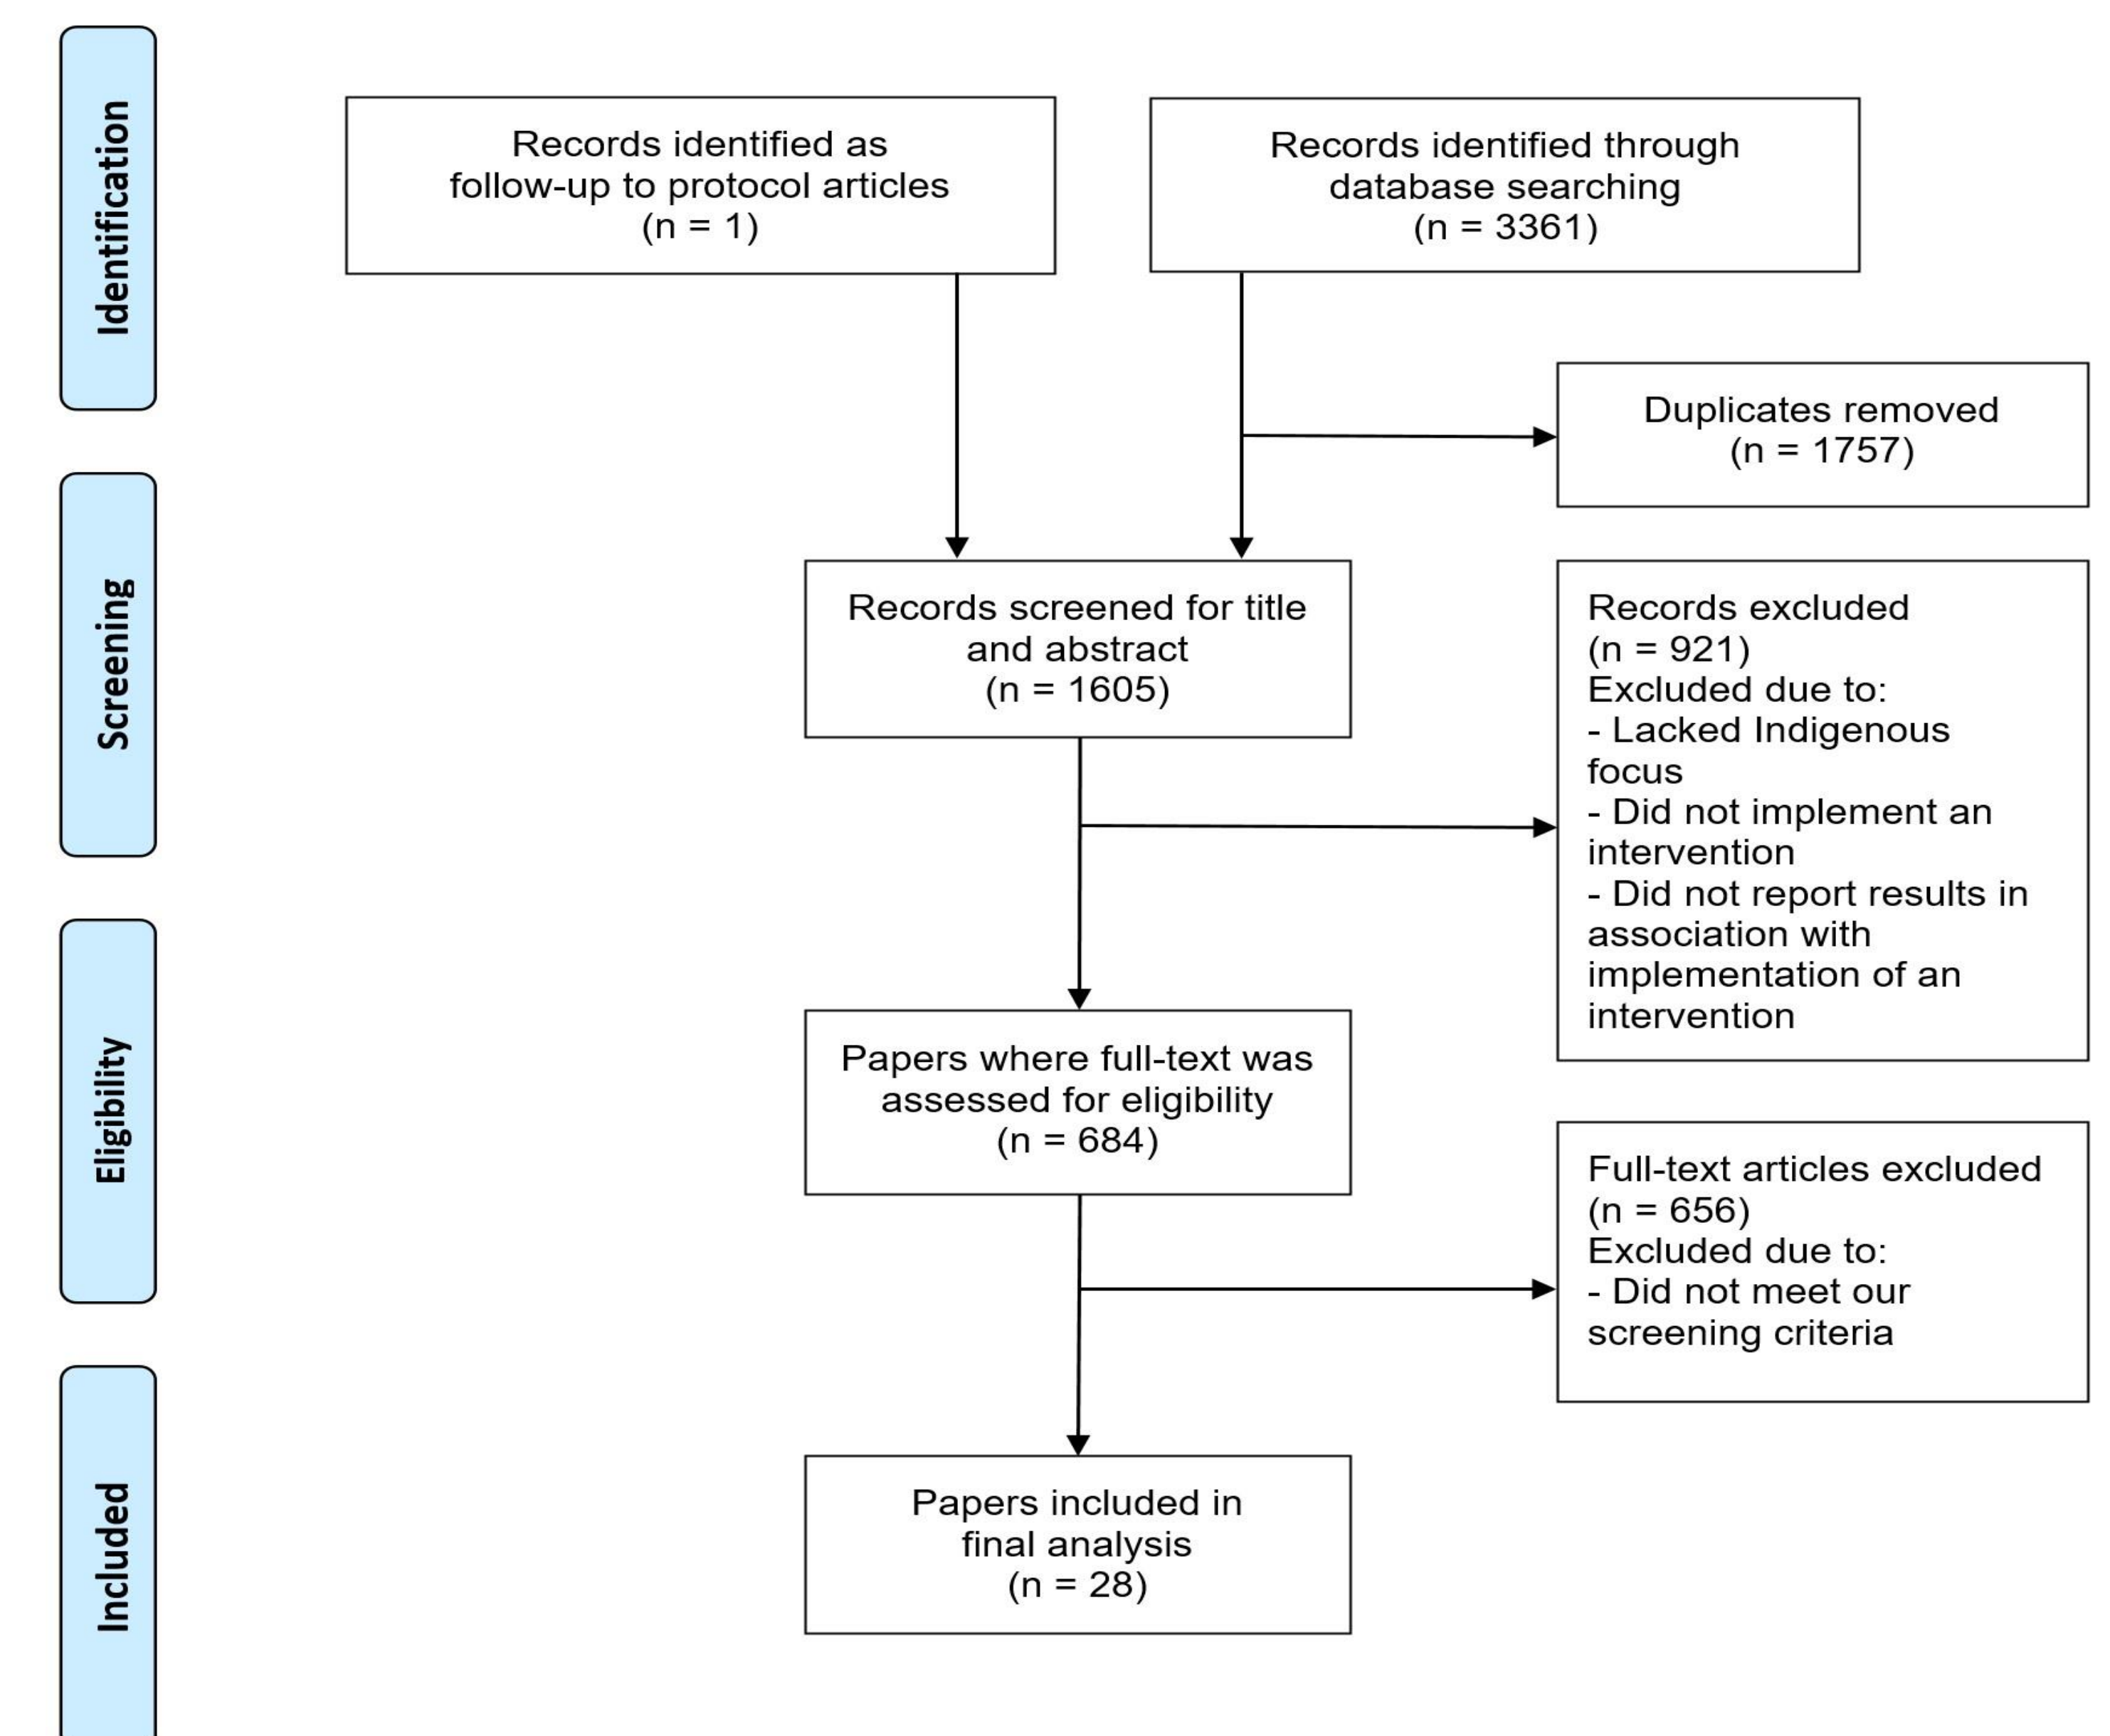 Identification
Records identified as
follow-up to protocol articles
(n = 1)
Records identified through
database searching
(n = 3361)
Duplicates removed
(n = 1757)
Screening
Records screened for title
and abstract
(n = 1605)
Records excluded
(n = 921)
Excluded due to:
- Lacked Indigenous
focus
- Did not implement an
intervention
- Did not report results in
association with
implementation of an
intervention
Eligibility
Papers where full-text was
assessed for eligibility
(n = 684)
Full-text articles excluded
(n = 656)
Excluded due to:
- Did not meet our
screening criteria
Included
Papers included in
final analysis
(n = 28)